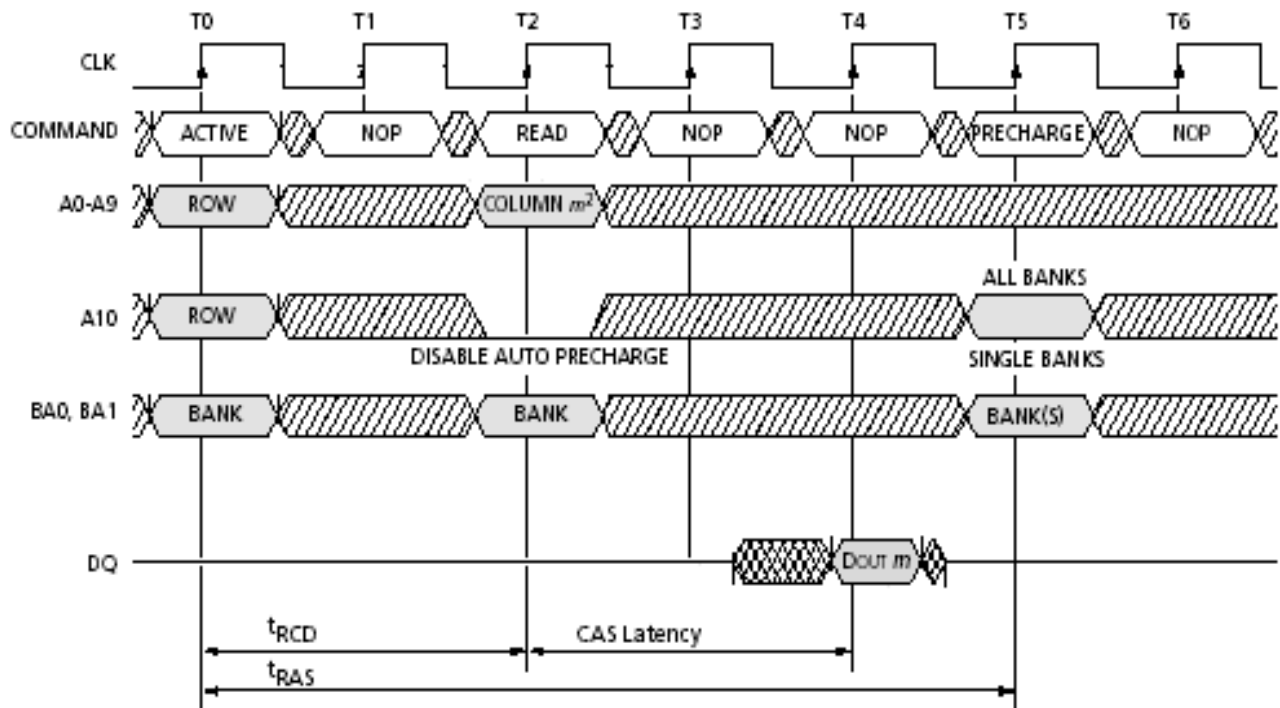 T0 T1 T2 T3 T4 T5 T6
CLK
COMMAND ACTIVE NOP READ NOP NOP PRECHARGE NOP
A0-A9 ROW COLUMN m²
ALL BANKS
A10 ROW
DISABLE AUTO PRECHARGE SINGLE BANKS
BA0, BA1 BANK BANK BANK(S)
DQ DOUT m
tRCD CAS Latency
tRAS